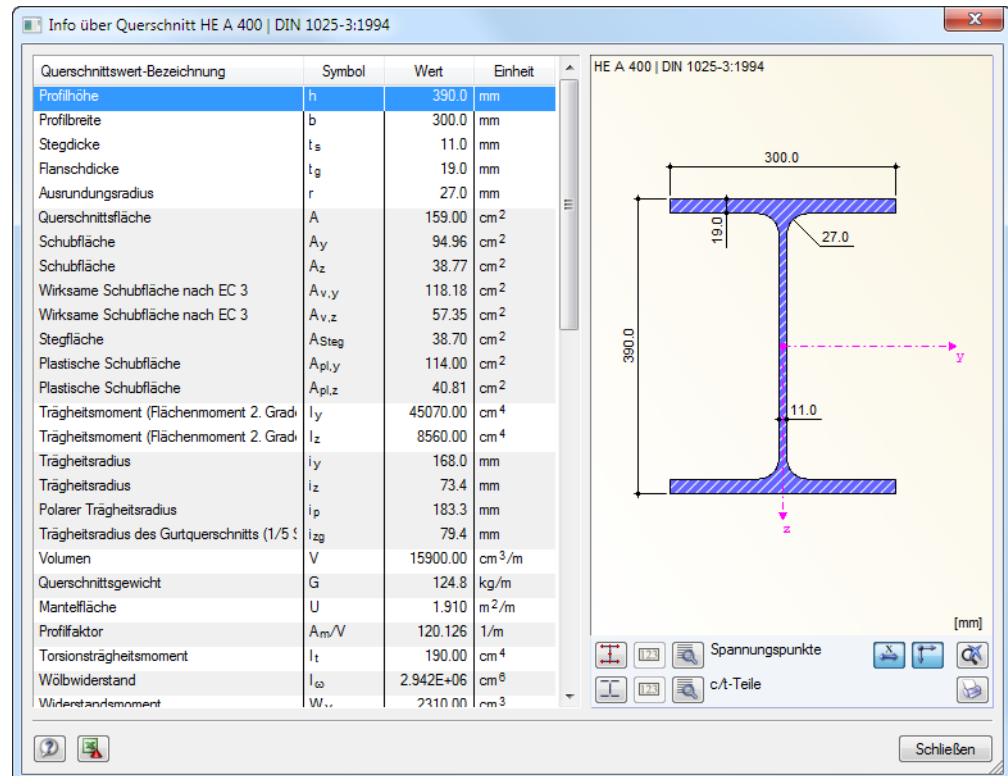 Info über Querschnitt HE A 400 | DIN 1025-3:1994
Querschnittswert-Bezeichnung Symbol Wert Einheit
Profilhöhe h 390.0 mm
Profilbreite b 300.0 mm
Stegdicke ts 11.0 mm
Flanschdicke tg 19.0 mm
Ausrundungsradius r 27.0 mm
Querschnittsfläche A 159.00 cm2
Schubfläche Ay 94.96 cm2
Schubfläche Az 38.77 cm2
Wirksame Schubfläche nach EC 3 Av,y 118.18 cm2
Wirksame Schubfläche nach EC 3 Av,z 57.35 cm2
Stegfläche ASteg 38.70 cm2
Plastische Schubfläche Apl,y 114.00 cm2
Plastische Schubfläche Apl,z 40.81 cm2
Trägheitsmoment (Flächenmoment 2. Grade Iy 45070.00 cm4
Trägheitsmoment (Flächenmoment 2. Grade Iz 8560.00 cm4
Trägheitsradius iy 168.0 mm
Trägheitsradius iz 73.4 mm
Polarer Trägheitsradius ip 183.3 mm
Trägheitsradius des Gurtquerschnitts (1/5 S izg 79.4 mm
Volumen V 15900.00 cm3/m
Querschnittsgewicht G 124.8 kg/m
Mantelfläche U 1.910 m2/m
Profilfaktor Am/V 120.126 1/m
Torsionsträgheitsmoment It 190.00 cm4
Wölbwiderstand Iω 2.942E+06 cm6
Widerstandsmoment Wy 2310.00 cm3
HE A 400 | DIN 1025-3:1994
300.0
19.0
27.0
390.0
y
11.0
z
[mm]
123
Spannungspunkte
x
123
c/t-Teile
Schließen